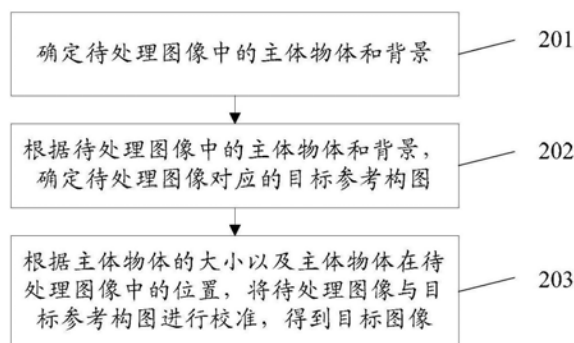 确定待处理图像中的主体物体和背景
201
根据待处理图像中的主体物体和背景，
确定待处理图像对应的目标参考构图
202
根据主体物体的大小以及主体物体在待
处理图像中的位置，将待处理图像与目
标参考构图进行校准，得到目标图像
203